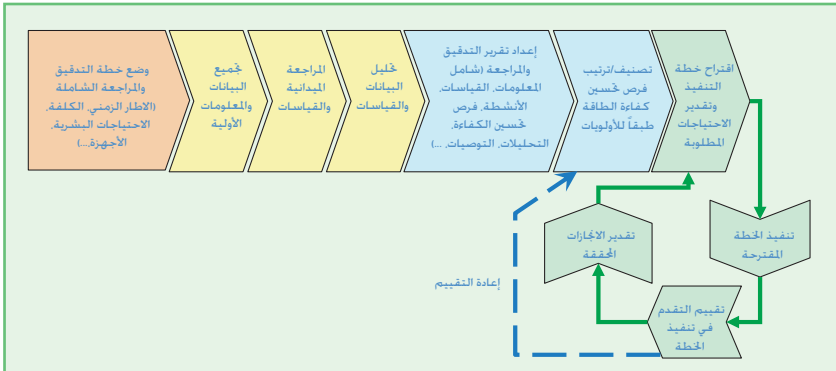 وضع خطة التدقيق
والمراجعة الشاملة
(الاطار الزمني، الكلفة،
الاحتياجات البشرية،
الأجهزة،...)
تجميع
البيانات
والمعلومات
الأولية
المراجعة
الميدانية
والقياسات
تحليل
البيانات
والقياسات
إعداد تقرير التدقيق
والمراجعة (شامل
المعلومات، القياسات،
الأنشطة، فرص
تحسين الكفاءة،
التحليلات، التوصيات، ...)
تصنيف/ترتيب
فرص تحسين
كفاءة الطاقة
طبقاً للأولويات
اقتراح خطة
التنفيذ
وتقدير
الاحتياجات
المطلوبة
تنفيذ الخطة
المقترحة
تقييم التقدم
في تنفيذ
الخطة
تقدير الانجازات
المحققة
إعادة التقييم